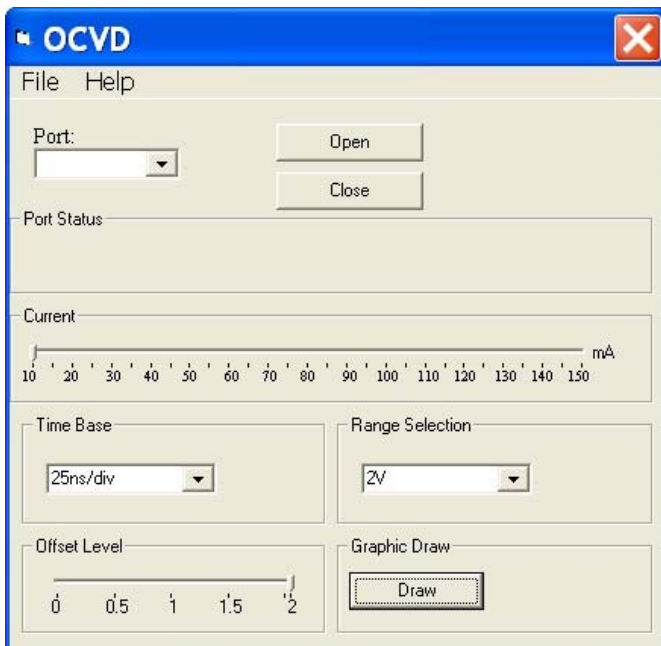 OCVD
File Help
Port:
Open
Close
Port Status
Current
mA
10 20 30 40 50 60 70 80 90 100 110 120 130 140 150
Time Base
Range Selection
25ns/div
2V
Offset Level
Graphic Draw
Draw
0 0.5 1 1.5 2